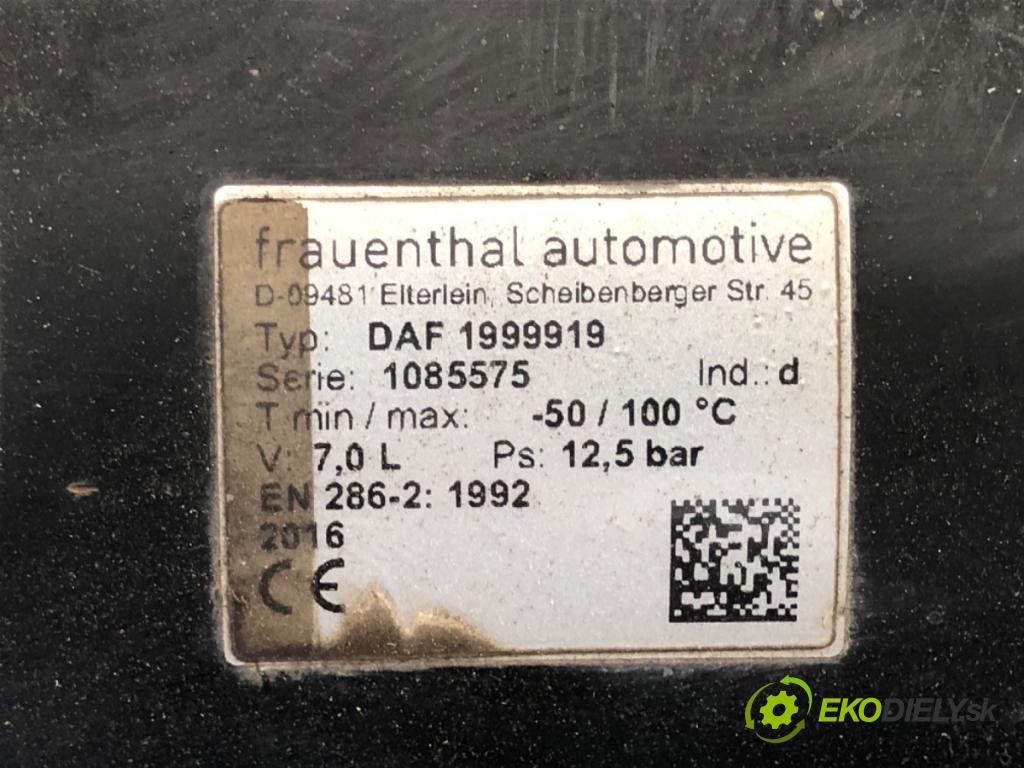 frauenthal automotive
D-09481 Elterlein, Scheibenberger Str. 45
Typ: DAF 1999919
Serie: 1085575 Ind.: d
T min / max: -50 / 100 °C
V: 7,0 L Ps: 12,5 bar
EN 286-2: 1992
2016
CE
EKODIELY.sk